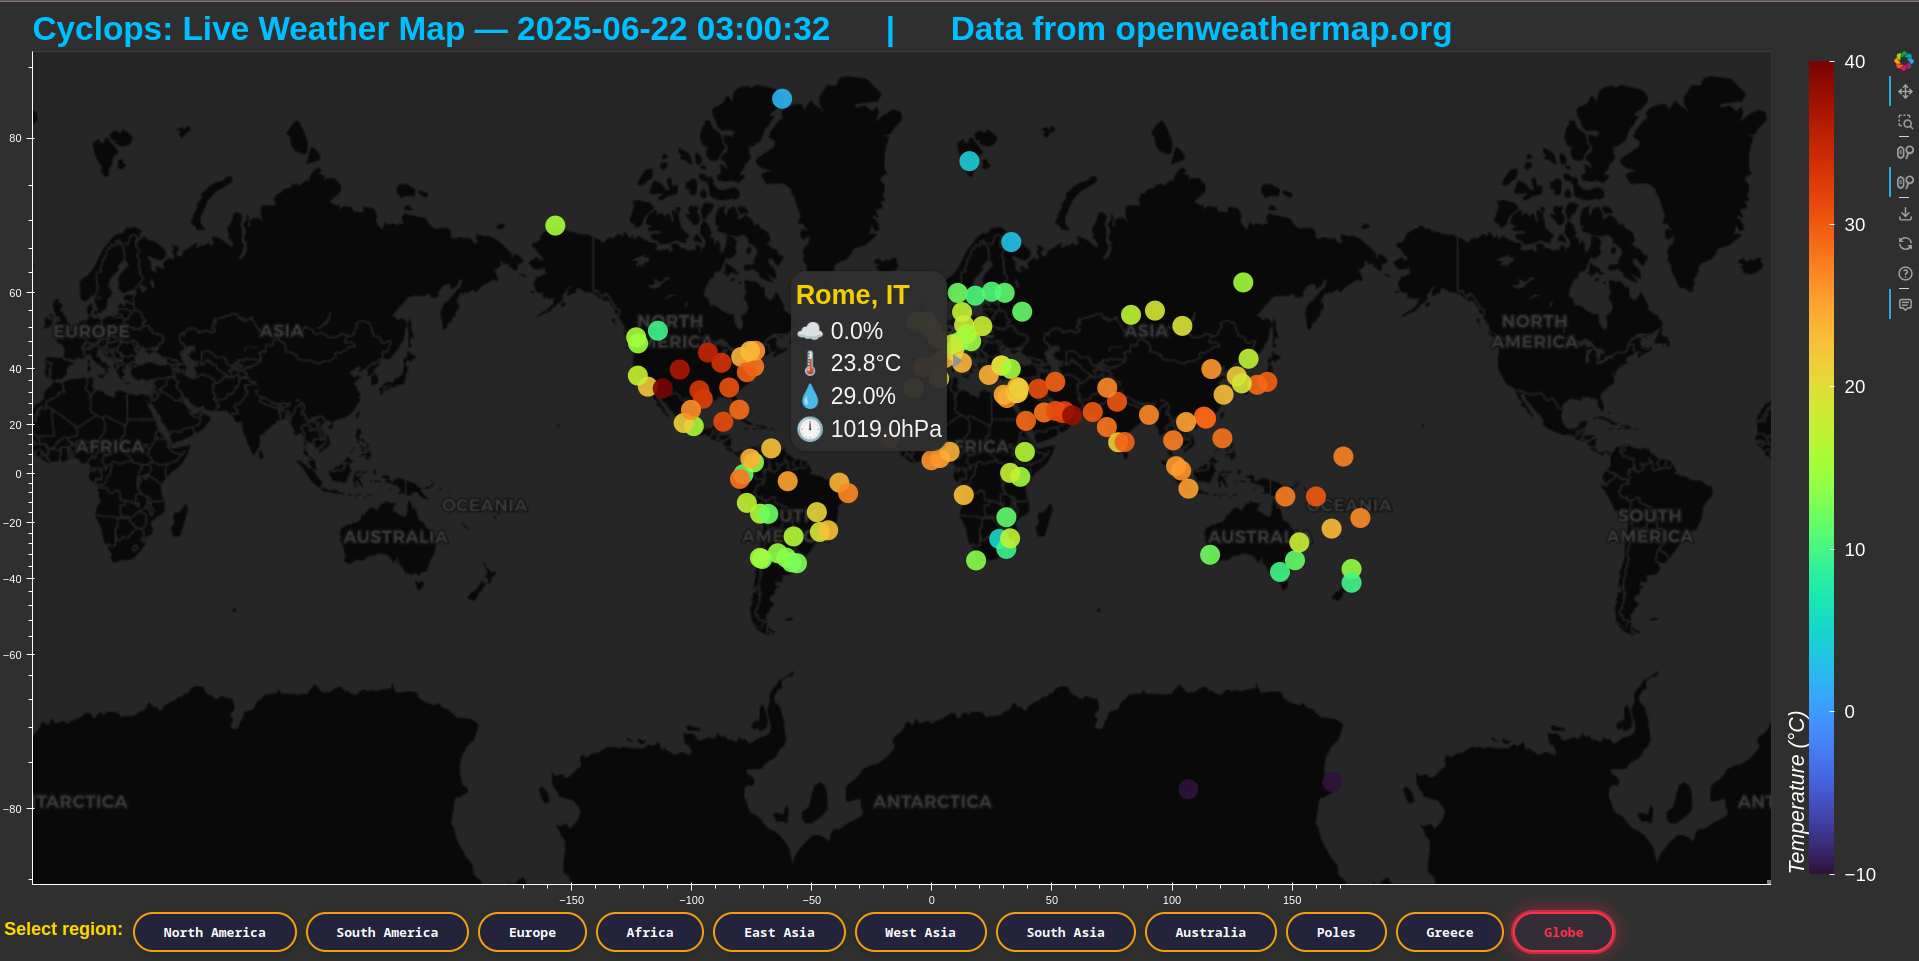 Cyclops: Live Weather Map — 2025-06-22 03:00:32 | Data from openweathermap.org
80
60
40
20
0
−20
−40
−60
−80
EUROPE
ASIA
AFRICA
OCEANIA
AUSTRALIA
NORTH
AMERICA
Rome, IT
☁️ 0.0%
🌡️ 23.8°C
💧 29.0%
🕛 1019.0hPa
ASIA
OCEANIA
AUSTRALIA
NORTH
AMERICA
SOUTH
AMERICA
TARCTICA
ANTARCTICA
ANT
−150
−100
−50
0
50
100
150
40
30
20
10
0
−10
Temperature (°C)
Select region:
North America
South America
Europe
Africa
East Asia
West Asia
South Asia
Australia
Poles
Greece
Globe